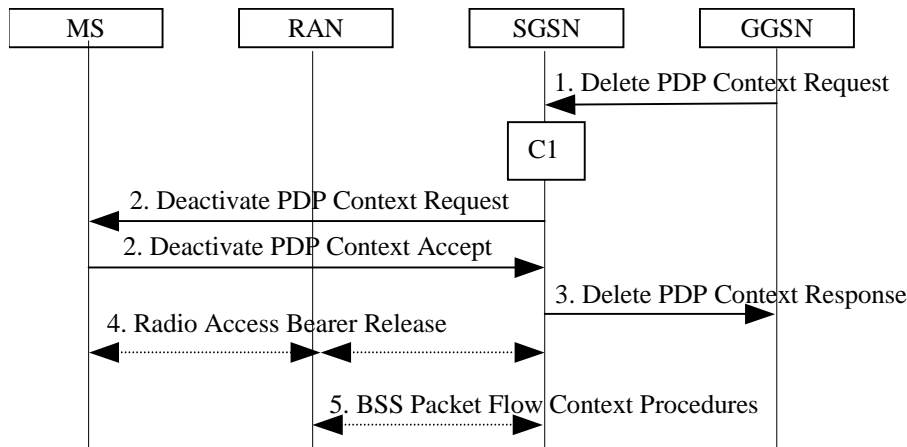 MS RAN SGSN GGSN
1. Delete PDP Context Request
C1
2. Deactivate PDP Context Request
2. Deactivate PDP Context Accept
3. Delete PDP Context Response
4. Radio Access Bearer Release
5. BSS Packet Flow Context Procedures